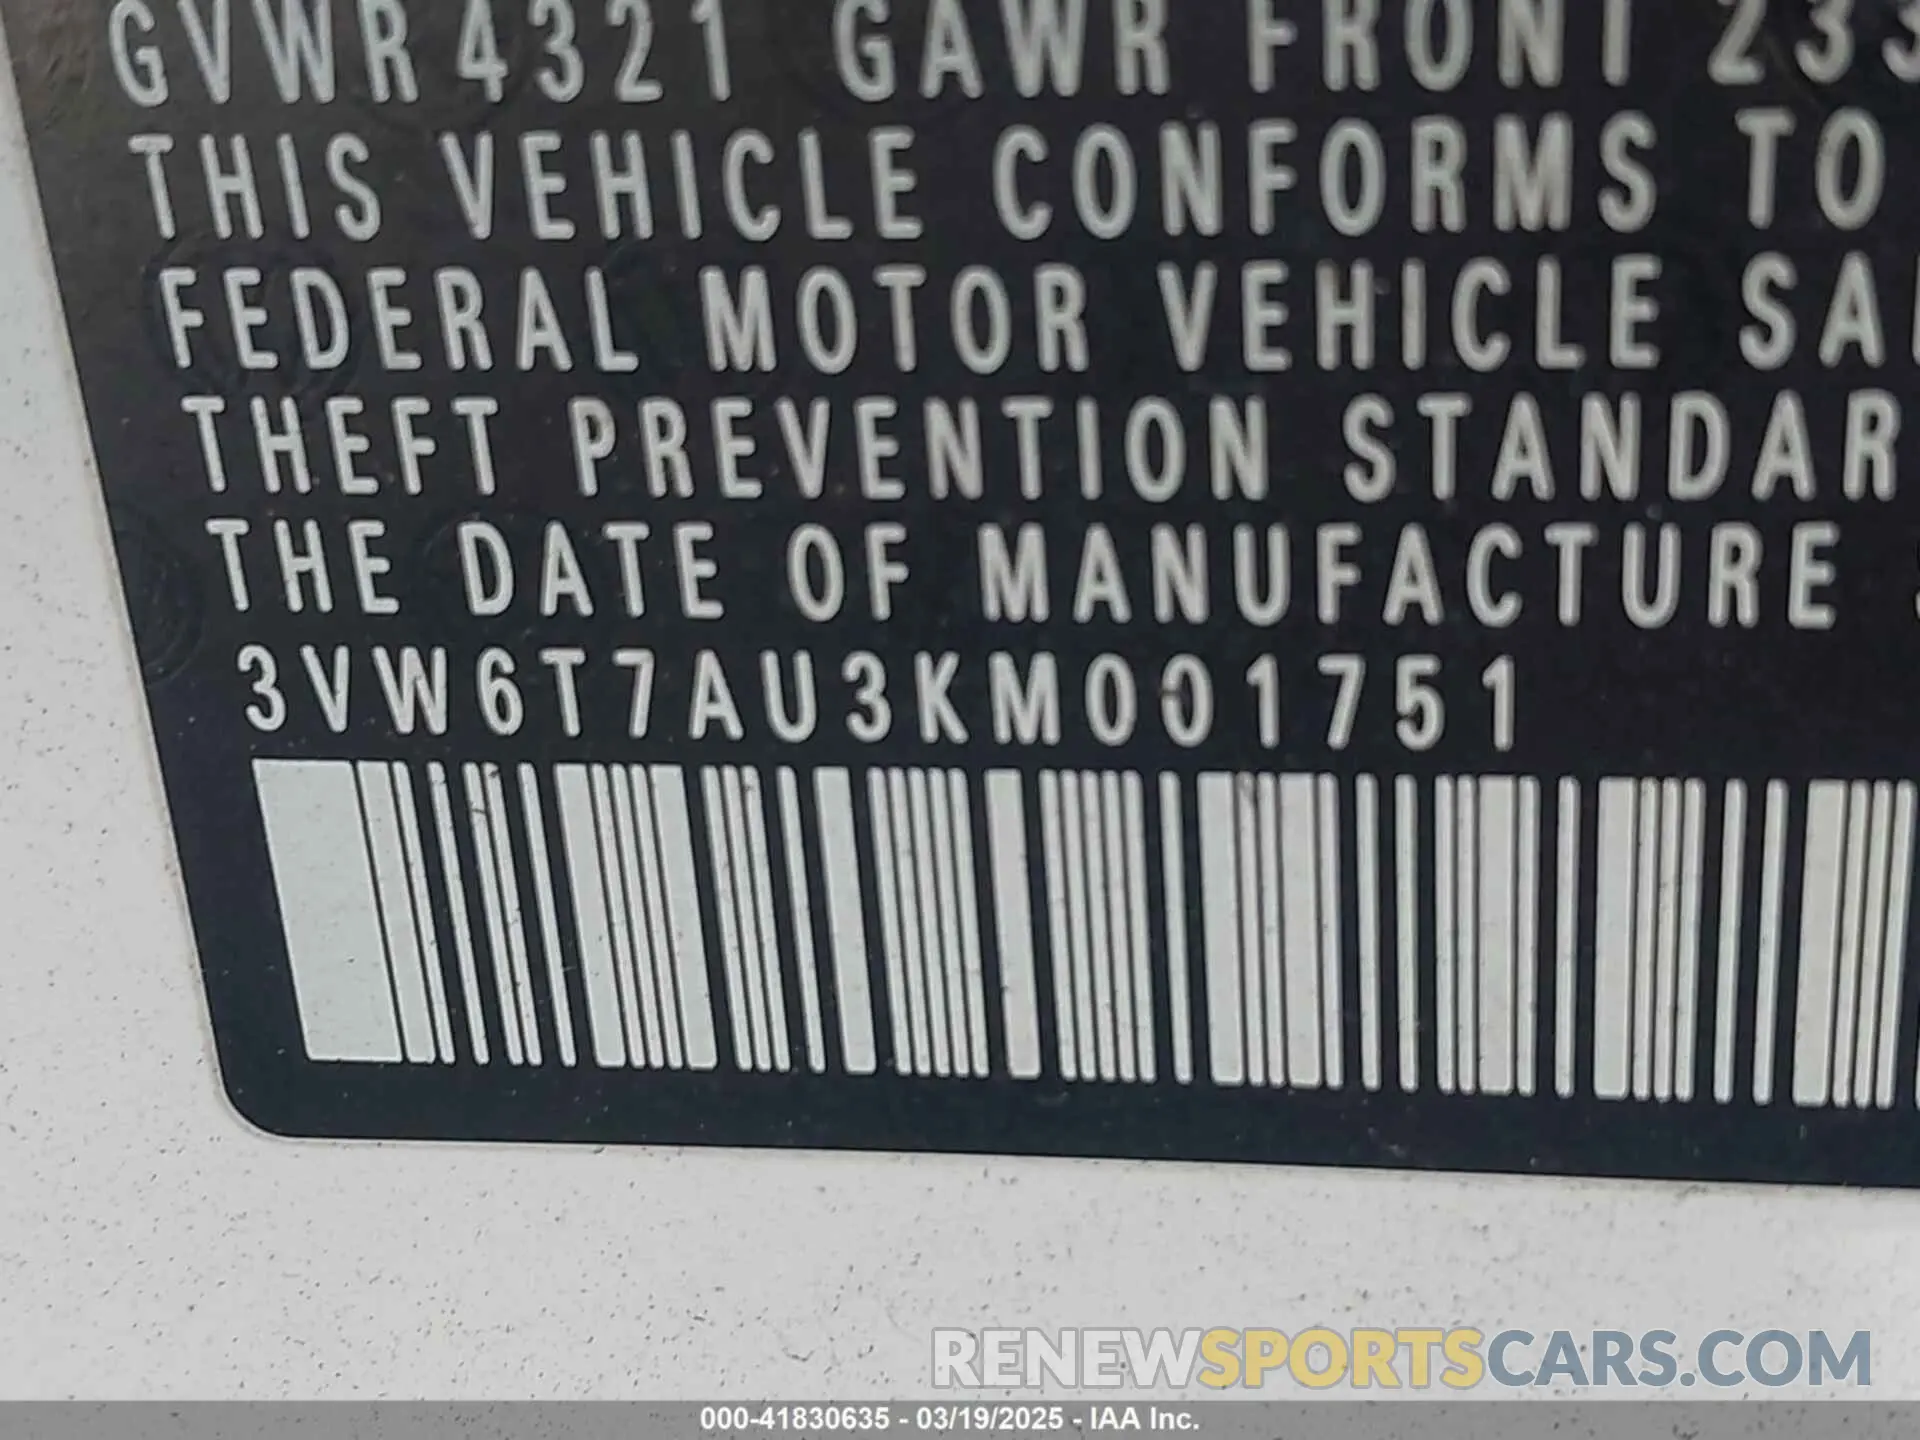 GVWR 4321 GAWR FRONT 233
THIS VEHICLE CONFORMS TO
FEDERAL MOTOR VEHICLE SA
THEFT PREVENTION STANDAR
THE DATE OF MANUFACTURE
3VW6T7AU3KM001751
RENEWSPORTSCARS.COM
000-41830635 - 03/19/2025 - IAA Inc.